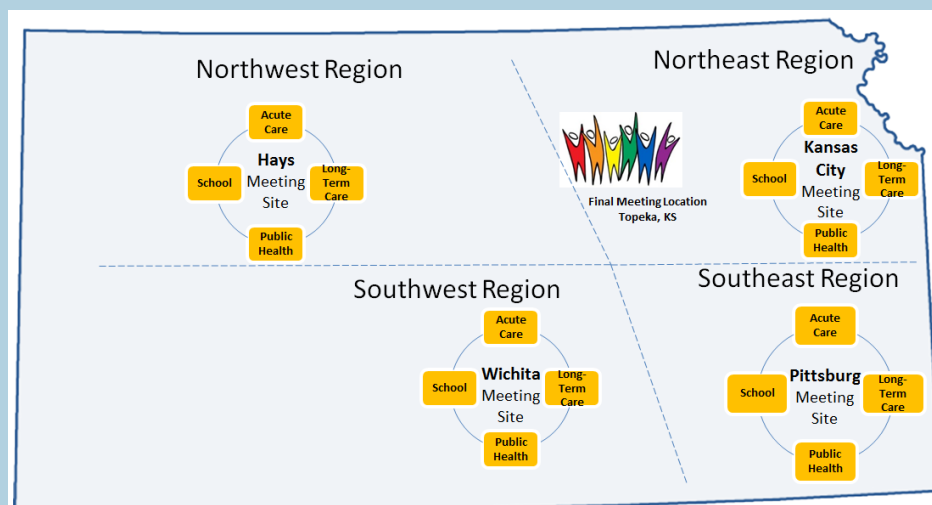 Northwest Region
Acute
Care
School
Hays
Meeting
Site
Long-
Term
Care
Public
Health
Northeast Region
Acute
Care
School
Kansas
City
Meeting
Site
Long-
Term Care
Public
Health
Final Meeting Location
Topeka, KS
Southwest Region
Acute
Care
School
Wichita
Meeting
Site
Long-
Term
Care
Public
Health
Southeast Region
Acute
Care
School
Pittsburg
Meeting
Site
Long-
Term
Care
Public
Health